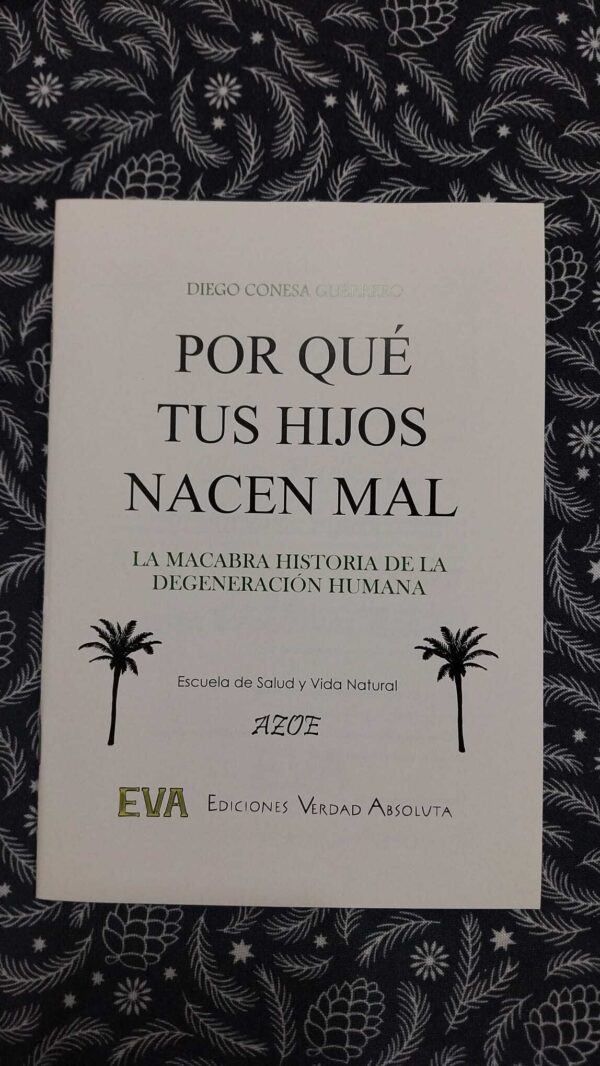 DIEGO CONESA GUERRERO
POR QUÉ
TUS HIJOS
NACEN MAL
LA MACABRA HISTORIA DE LA
DEGENERACIÓN HUMANA
Escuela de Salud y Vida Natural
AZOE
EVA EDICIONES VERDAD ABSOLUTA